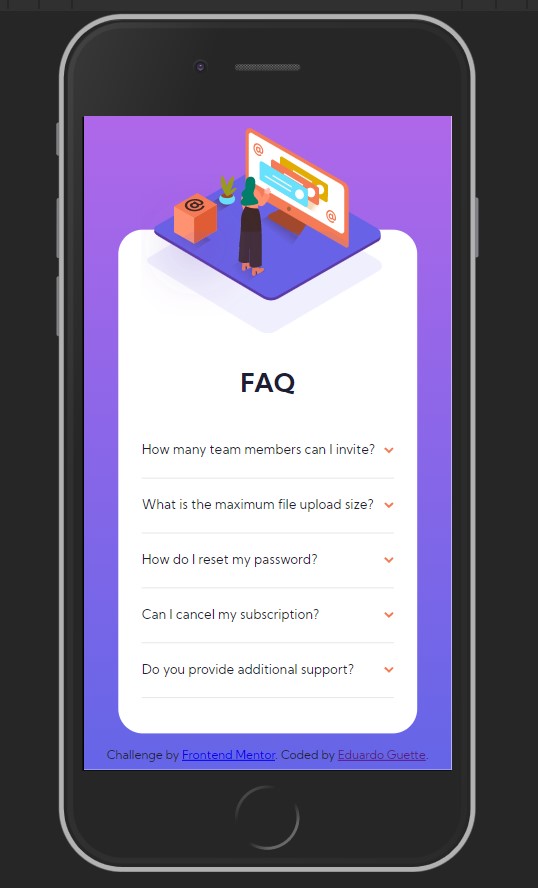 FAQ
How many team members can I invite?
What is the maximum file upload size?
How do I reset my password?
Can I cancel my subscription?
Do you provide additional support?
Challenge by Frontend Mentor. Coded by Eduardo Guette.